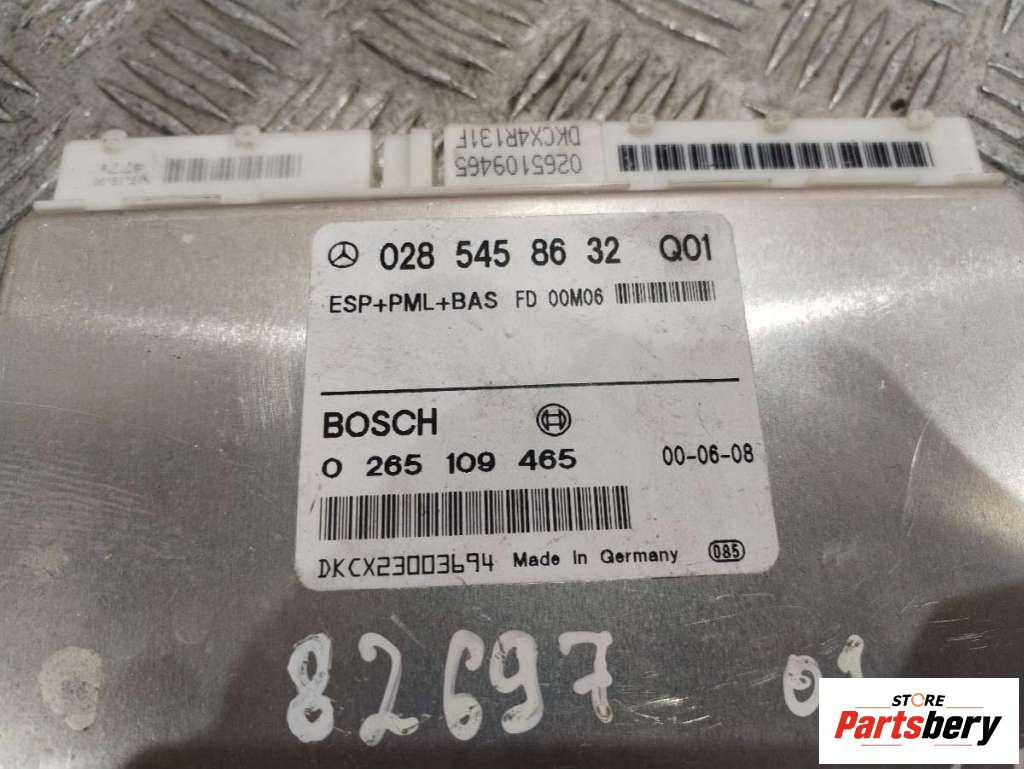 DKCX4R131F
0265109465
028 545 86 32 Q01
ESP+PML+BAS FD 00M06
BOSCH
0 265 109 465 00-06-08
DKCX23003694 Made in Germany 085
82697 01
STORE
Partsbery